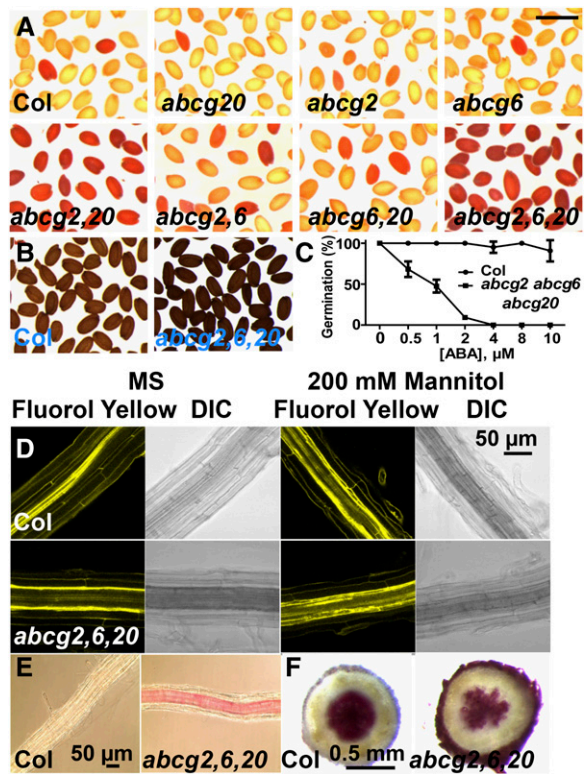 A
Col
abcg20
abcg2
abcg6
abcg2,20
abcg2,6
abcg6,20
abcg2,6,20
B
Col
abcg2,6,20
C
Germination (%)
100
50
0
Col
abcg2 abcg6
abcg20
0 0.5 1 2 4 8 10
[ABA], µM
MS
200 mM Mannitol
Fluorol Yellow DIC
Fluorol Yellow DIC
D
50 µm
Col
abcg2,6,20
E
Col
50 µm
abcg2,6,20
F
Col
0.5 mm
abcg2,6,20